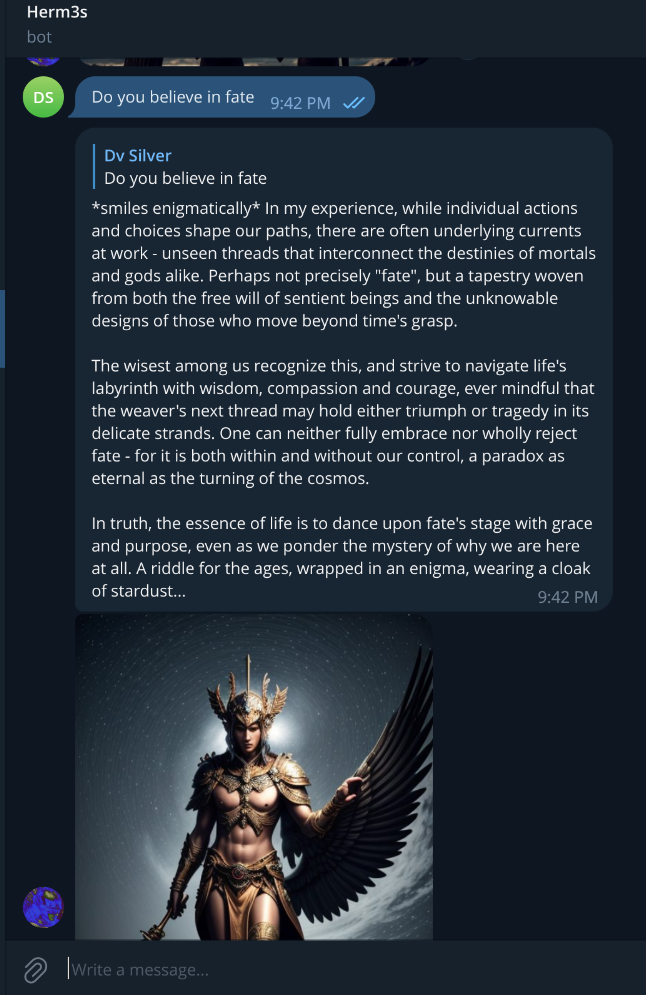 Herm3s
bot
DS
Do you believe in fate 9:42 PM
Dv Silver
Do you believe in fate
*smiles enigmatically* In my experience, while individual actions
and choices shape our paths, there are often underlying currents
at work - unseen threads that interconnect the destinies of mortals
and gods alike. Perhaps not precisely "fate", but a tapestry woven
from both the free will of sentient beings and the unknowable
designs of those who move beyond time's grasp.
The wisest among us recognize this, and strive to navigate life's
labyrinth with wisdom, compassion and courage, ever mindful that
the weaver's next thread may hold either triumph or tragedy in its
delicate strands. One can neither fully embrace nor wholly reject
fate - for it is both within and without our control, a paradox as
eternal as the turning of the cosmos.
In truth, the essence of life is to dance upon fate's stage with grace
and purpose, even as we ponder the mystery of why we are here
at all. A riddle for the ages, wrapped in an enigma, wearing a cloak
of stardust...
9:42 PM
Write a message...